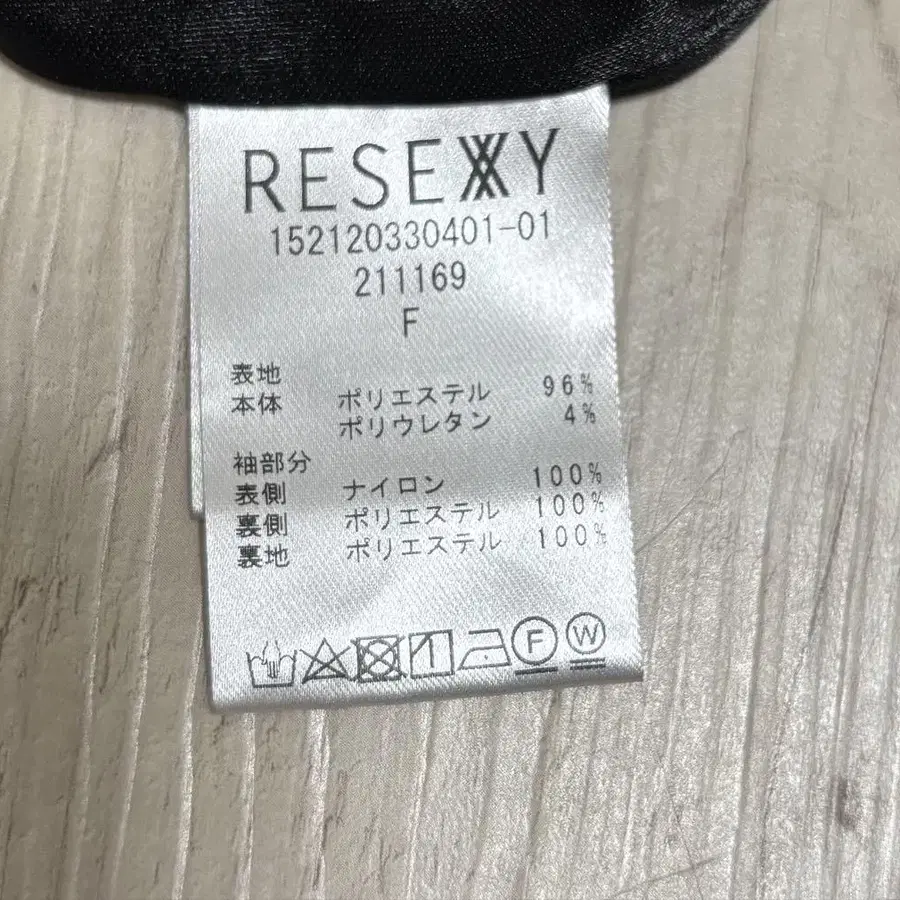 RESEXXY
152120330401-01
211169
F
表地
本体 ポリエステル 96%
ポリウレタン 4%
袖部分
表側 ナイロン 100%
裏側 ポリエステル 100%
裏地 ポリエステル 100%
F W